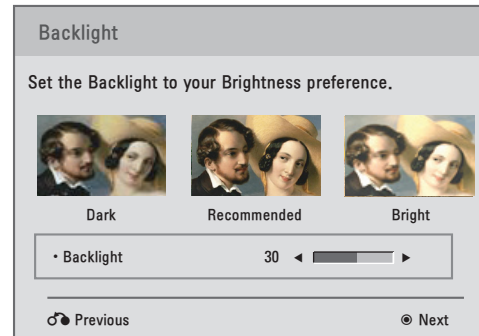 Backlight
Set the Backlight to your Brightness preference.
Dark Recommended Bright
• Backlight 30 ◄ ►
Previous ◉ Next